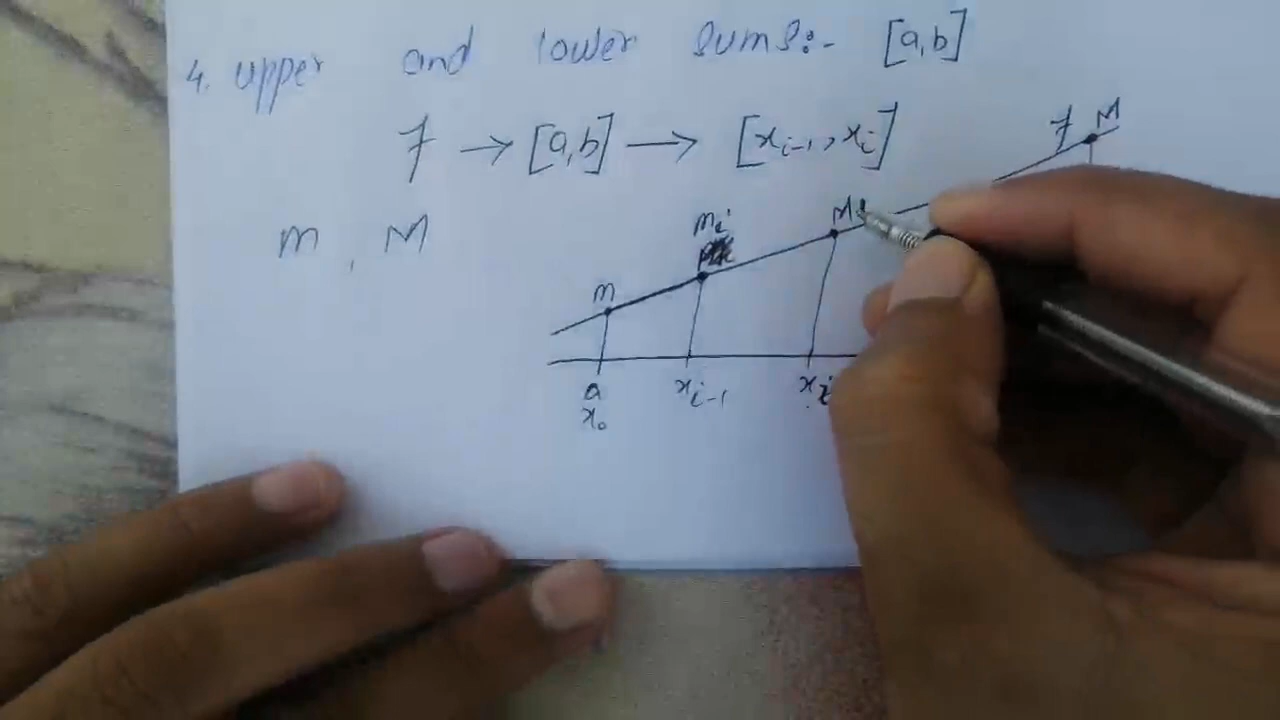 4. upper and lower sums:- [a,b]
f → [a,b] → [xᵢ₋₁, xᵢ]
m , M
f M
mᵢ Mᵢ
m
a xᵢ₋₁ xᵢ
x₀